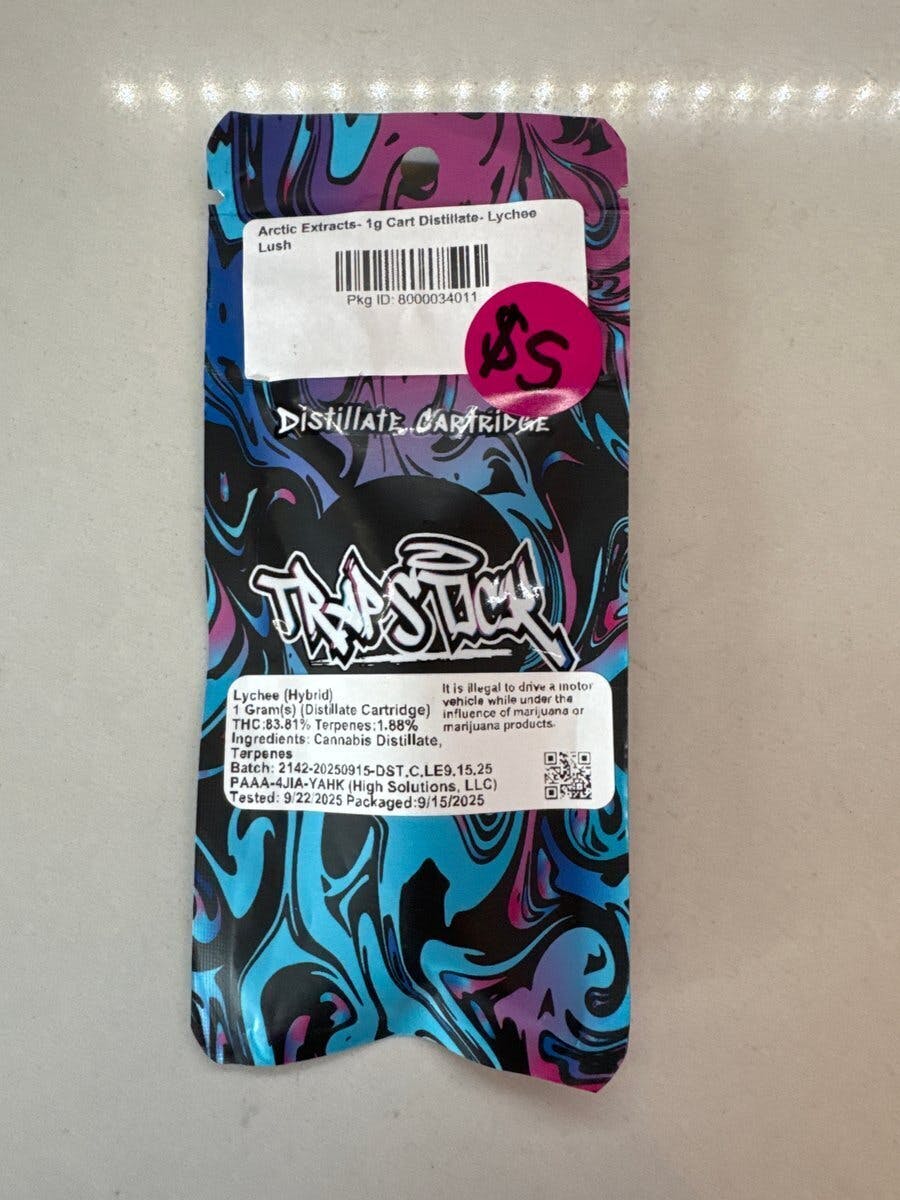 Arctic Extracts- 1g Cart Distillate- Lychee
Lush
Pkg ID: 8000034011
$5
Distillate Cartridge
TRAPSTICK
Lychee (Hybrid)
1 Gram(s) (Distillate Cartridge)
THC:83.81% Terpenes:1.88%
Ingredients: Cannabis Distillate,
Terpenes
Batch: 2142-20250915-DST.C.LE9.15.25
PAAA-4JIA-YAHK (High Solutions, LLC)
Tested: 9/22/2025 Packaged:9/15/2025
It is illegal to drive a motor
vehicle while under the
influence of marijuana or
marijuana products.